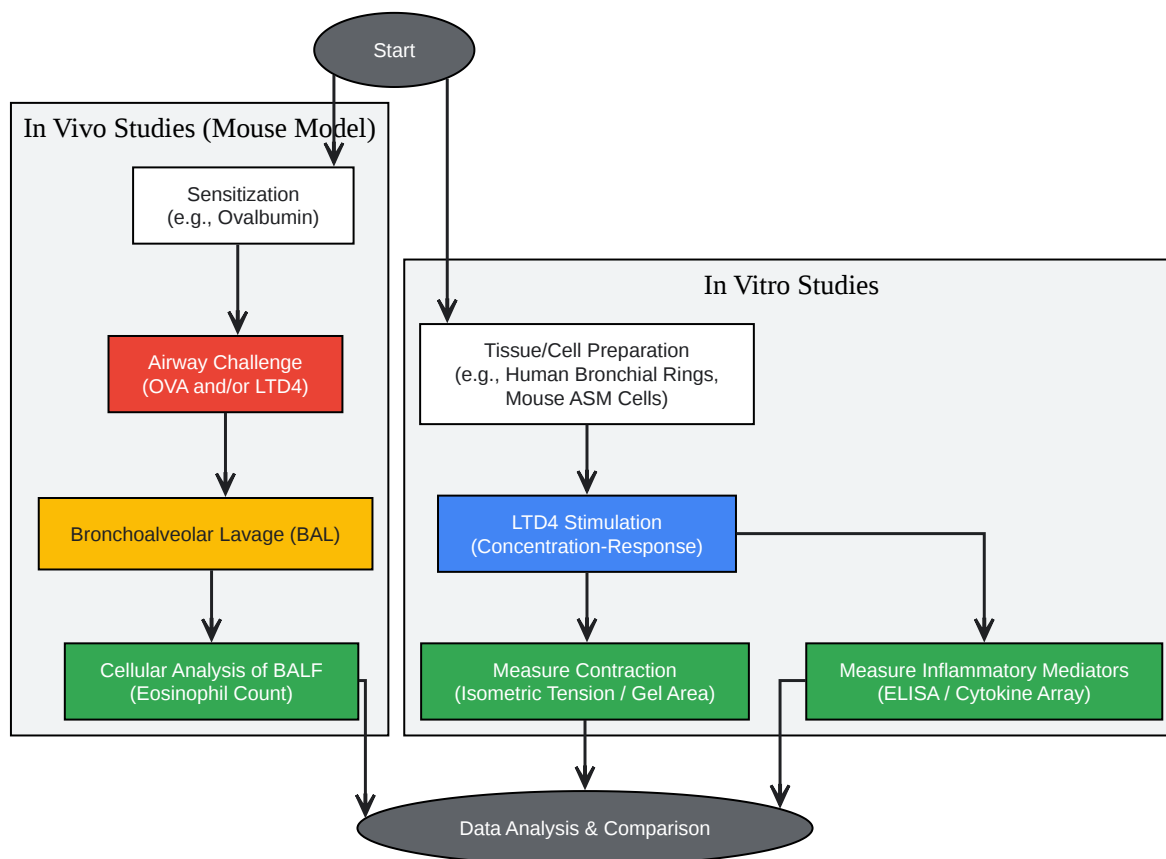 Start
In Vivo Studies (Mouse Model)
Sensitization
(e.g., Ovalbumin)
Airway Challenge
(OVA and/or LTD4)
Bronchoalveolar Lavage (BAL)
Cellular Analysis of BALF
(Eosinophil Count)
In Vitro Studies
Tissue/Cell Preparation
(e.g., Human Bronchial Rings,
Mouse ASM Cells)
LTD4 Stimulation
(Concentration-Response)
Measure Contraction
(Isometric Tension / Gel Area)
Measure Inflammatory Mediators
(ELISA / Cytokine Array)
Data Analysis & Comparison